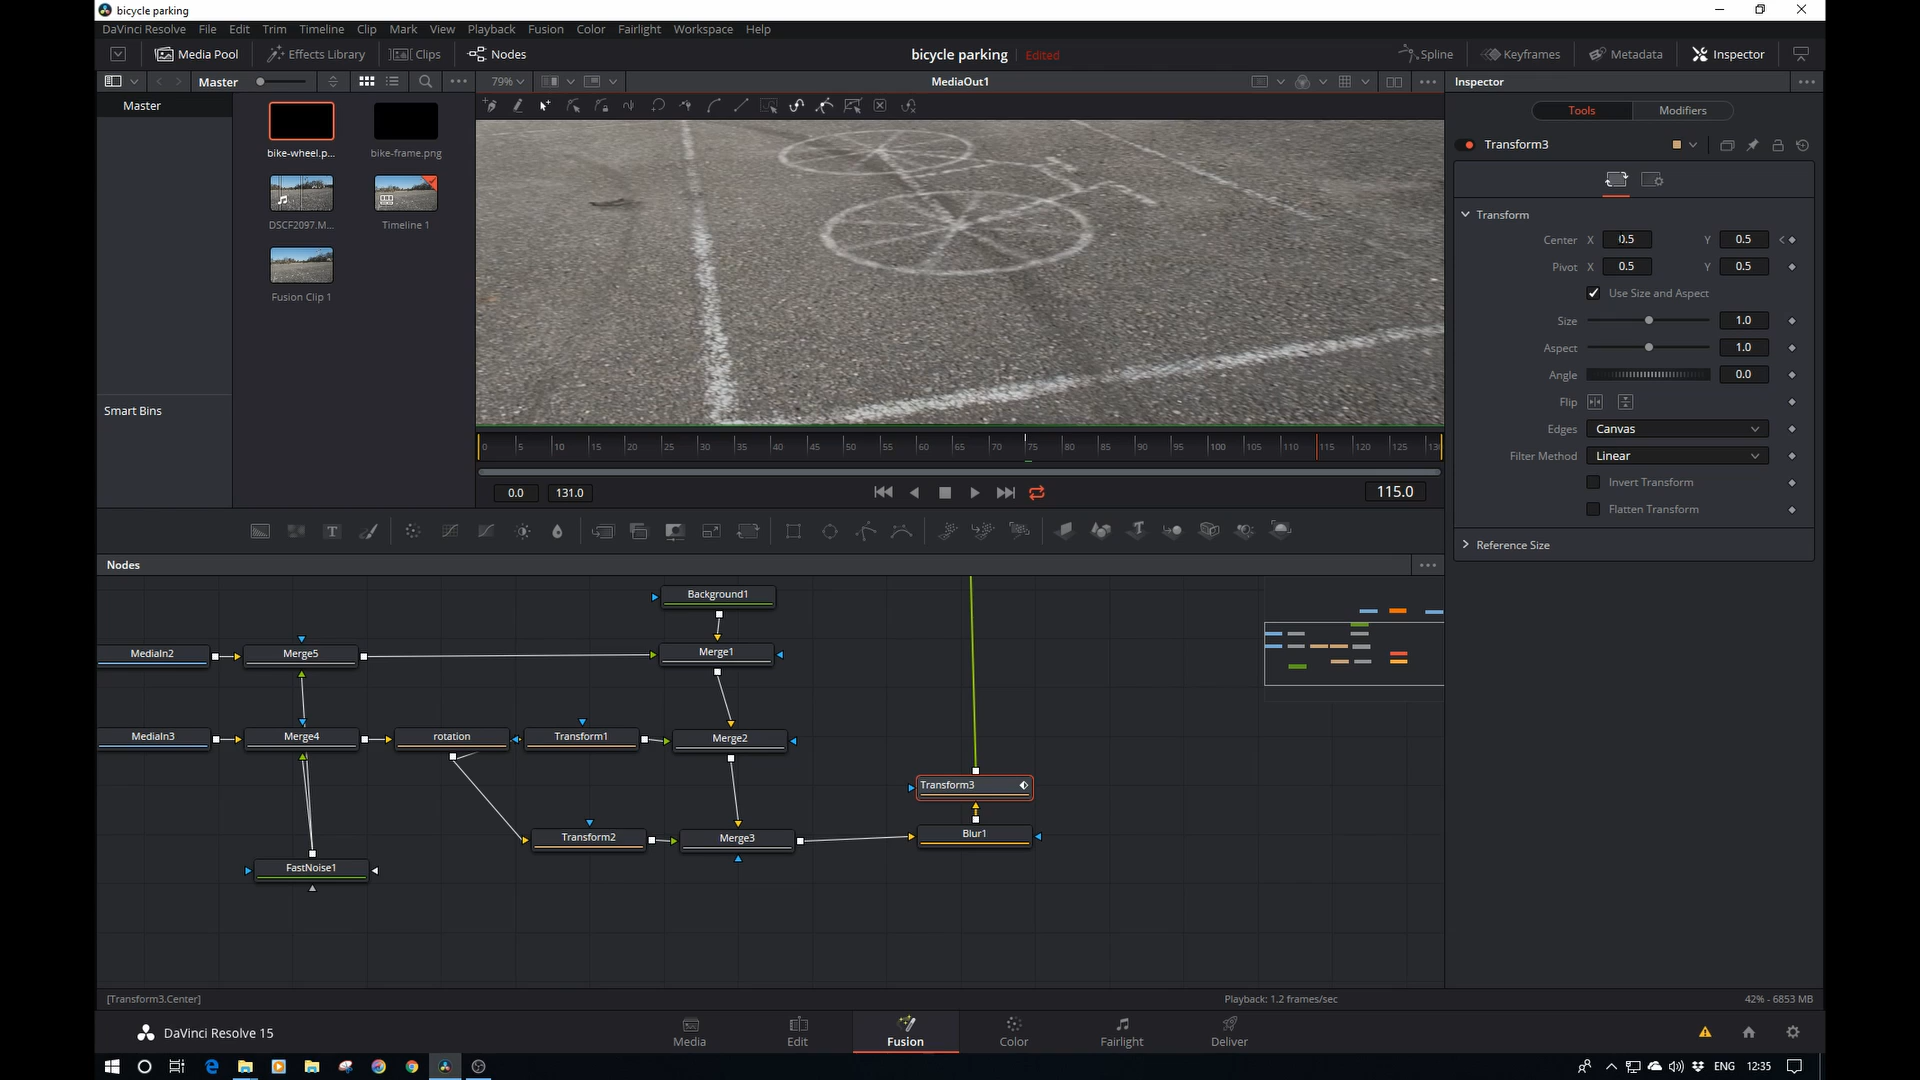 bicycle parking
DaVinci Resolve File Edit Trim Timeline Clip Mark View Playback Fusion Color Fairlight Workspace Help
Media Pool Effects Library Clips Nodes bicycle parking Edited Spline Keyframes Metadata Inspector
Master 79% MediaOut1 Inspector
Master
bike-wheel.p... bike-frame.png
DSCF2097.M... Timeline 1
Fusion Clip 1
Smart Bins
Tools Modifiers
Transform3
Transform
Center X 0.5 Y 0.5
Pivot X 0.5 Y 0.5
Use Size and Aspect
Size 1.0
Aspect 1.0
Angle 0.0
Flip
Edges Canvas
Filter Method Linear
Invert Transform
Flatten Transform
Reference Size
0 5 10 15 20 25 30 35 40 45 50 55 60 65 70 75 80 85 90 95 100 105 110 115 120 125
0.0 131.0 115.0
T
Nodes
Background1
MediaIn2 Merge5 Merge1
MediaIn3 Merge4 rotation Transform1 Merge2
Transform3
Transform2 Merge3 Blur1
FastNoise1
[Transform3.Center] Playback: 1.2 frames/sec 42% - 6853 MB
DaVinci Resolve 15 Media Edit Fusion Color Fairlight Deliver
ENG 12:35